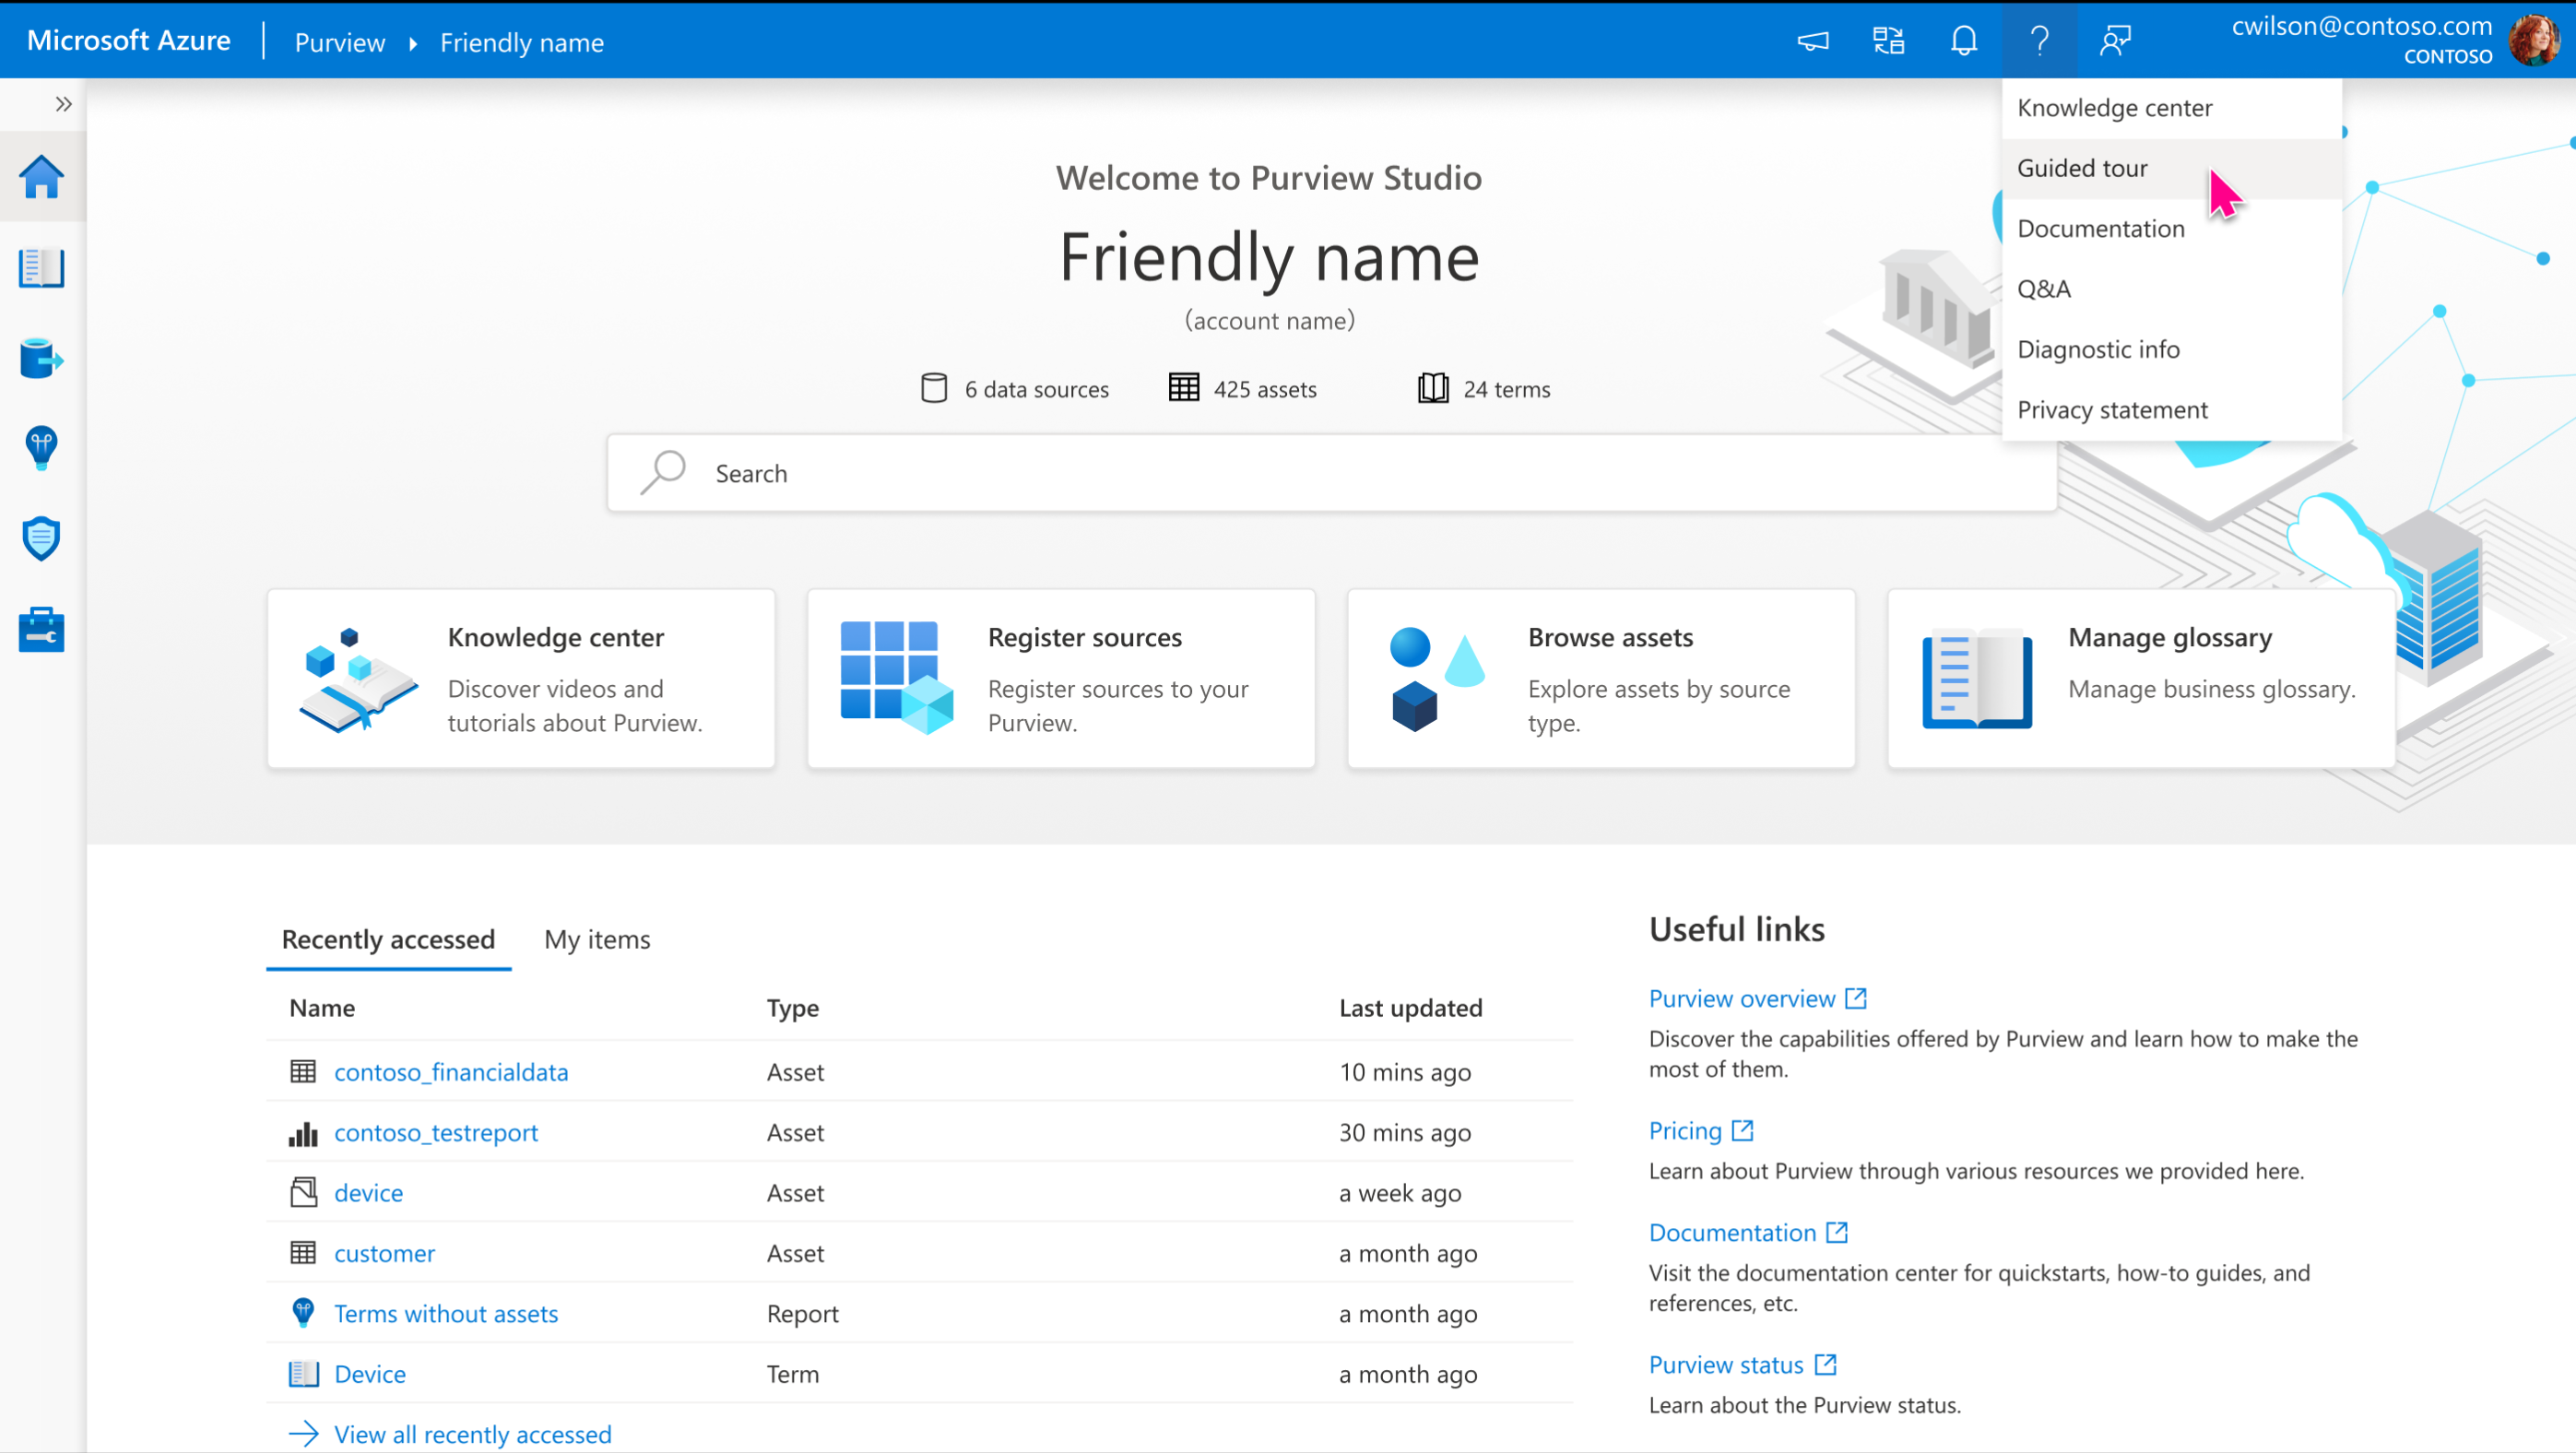 Microsoft Azure
Purview
Friendly name
?
cwilson@contoso.com
CONTOSO
Knowledge center
Guided tour
Documentation
Q&A
Diagnostic info
Privacy statement
Welcome to Purview Studio
Friendly name
(account name)
6 data sources
425 assets
24 terms
Search
Knowledge center
Discover videos and
tutorials about Purview.
Register sources
Register sources to your
Purview.
Browse assets
Explore assets by source
type.
Manage glossary
Manage business glossary.
Recently accessed
My items
Name
Type
Last updated
contoso_financialdata
Asset
10 mins ago
contoso_testreport
Asset
30 mins ago
device
Asset
a week ago
customer
Asset
a month ago
Terms without assets
Report
a month ago
Device
Term
a month ago
View all recently accessed
Useful links
Purview overview
Discover the capabilities offered by Purview and learn how to make the
most of them.
Pricing
Learn about Purview through various resources we provided here.
Documentation
Visit the documentation center for quickstarts, how-to guides, and
references, etc.
Purview status
Learn about the Purview status.